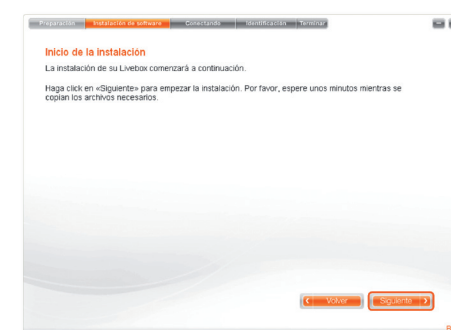 Preparación Instalación de software Conectando Identificación Terminar
Inicio de la instalación
La instalación de su Livebox comenzará a continuación.
Haga click en «Siguiente» para empezar la instalación. Por favor, espere unos minutos mientras se
copian los archivos necesarios.
Volver Siguiente